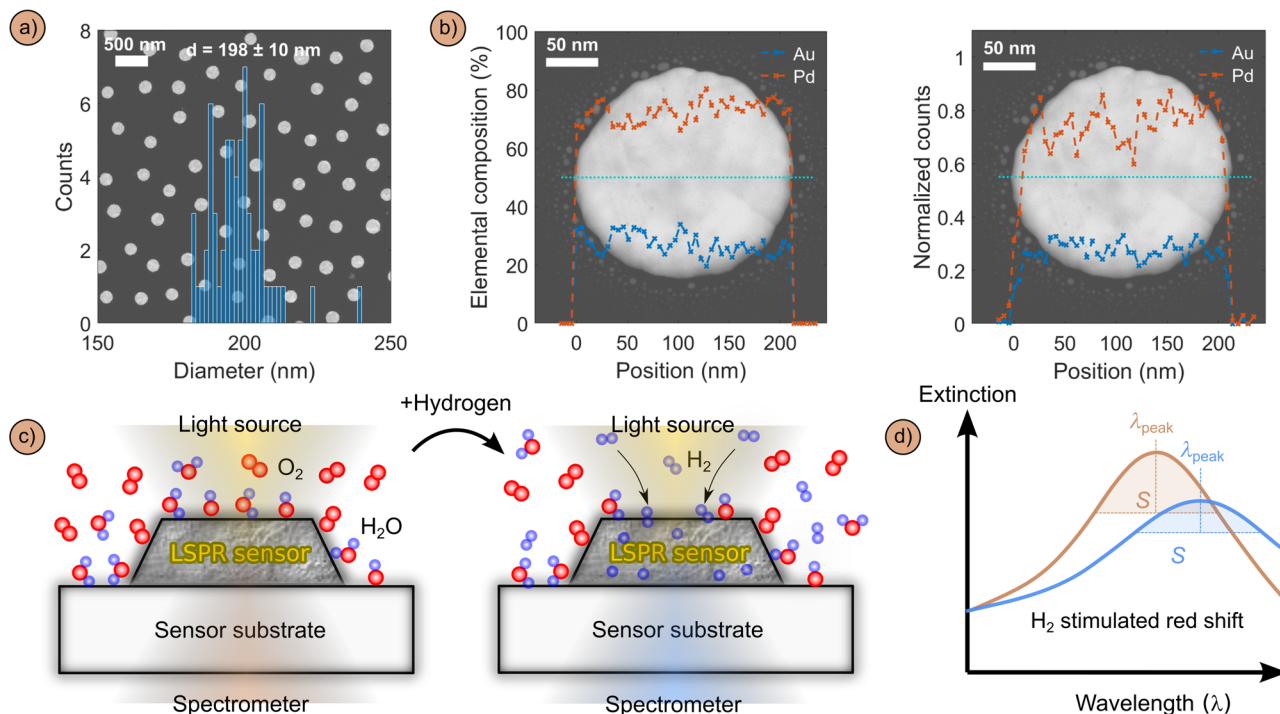 a)
8
6
4
2
0
Counts
500 nm
d = 198 ± 10 nm
150
200
250
Diameter (nm)
b)
100
80
60
40
20
0
Elemental composition (%)
50 nm
Au
Pd
0
50
100
150
200
Position (nm)
1
0.8
0.6
0.4
0.2
0
Normalized counts
50 nm
Au
Pd
0
50
100
150
200
Position (nm)
c)
Light source
O₂
H₂O
LSPR sensor
Sensor substrate
Spectrometer
+Hydrogen
Light source
H₂
LSPR sensor
Sensor substrate
Spectrometer
d)
Extinction
λpeak
λpeak
S
S
H₂ stimulated red shift
Wavelength (λ)